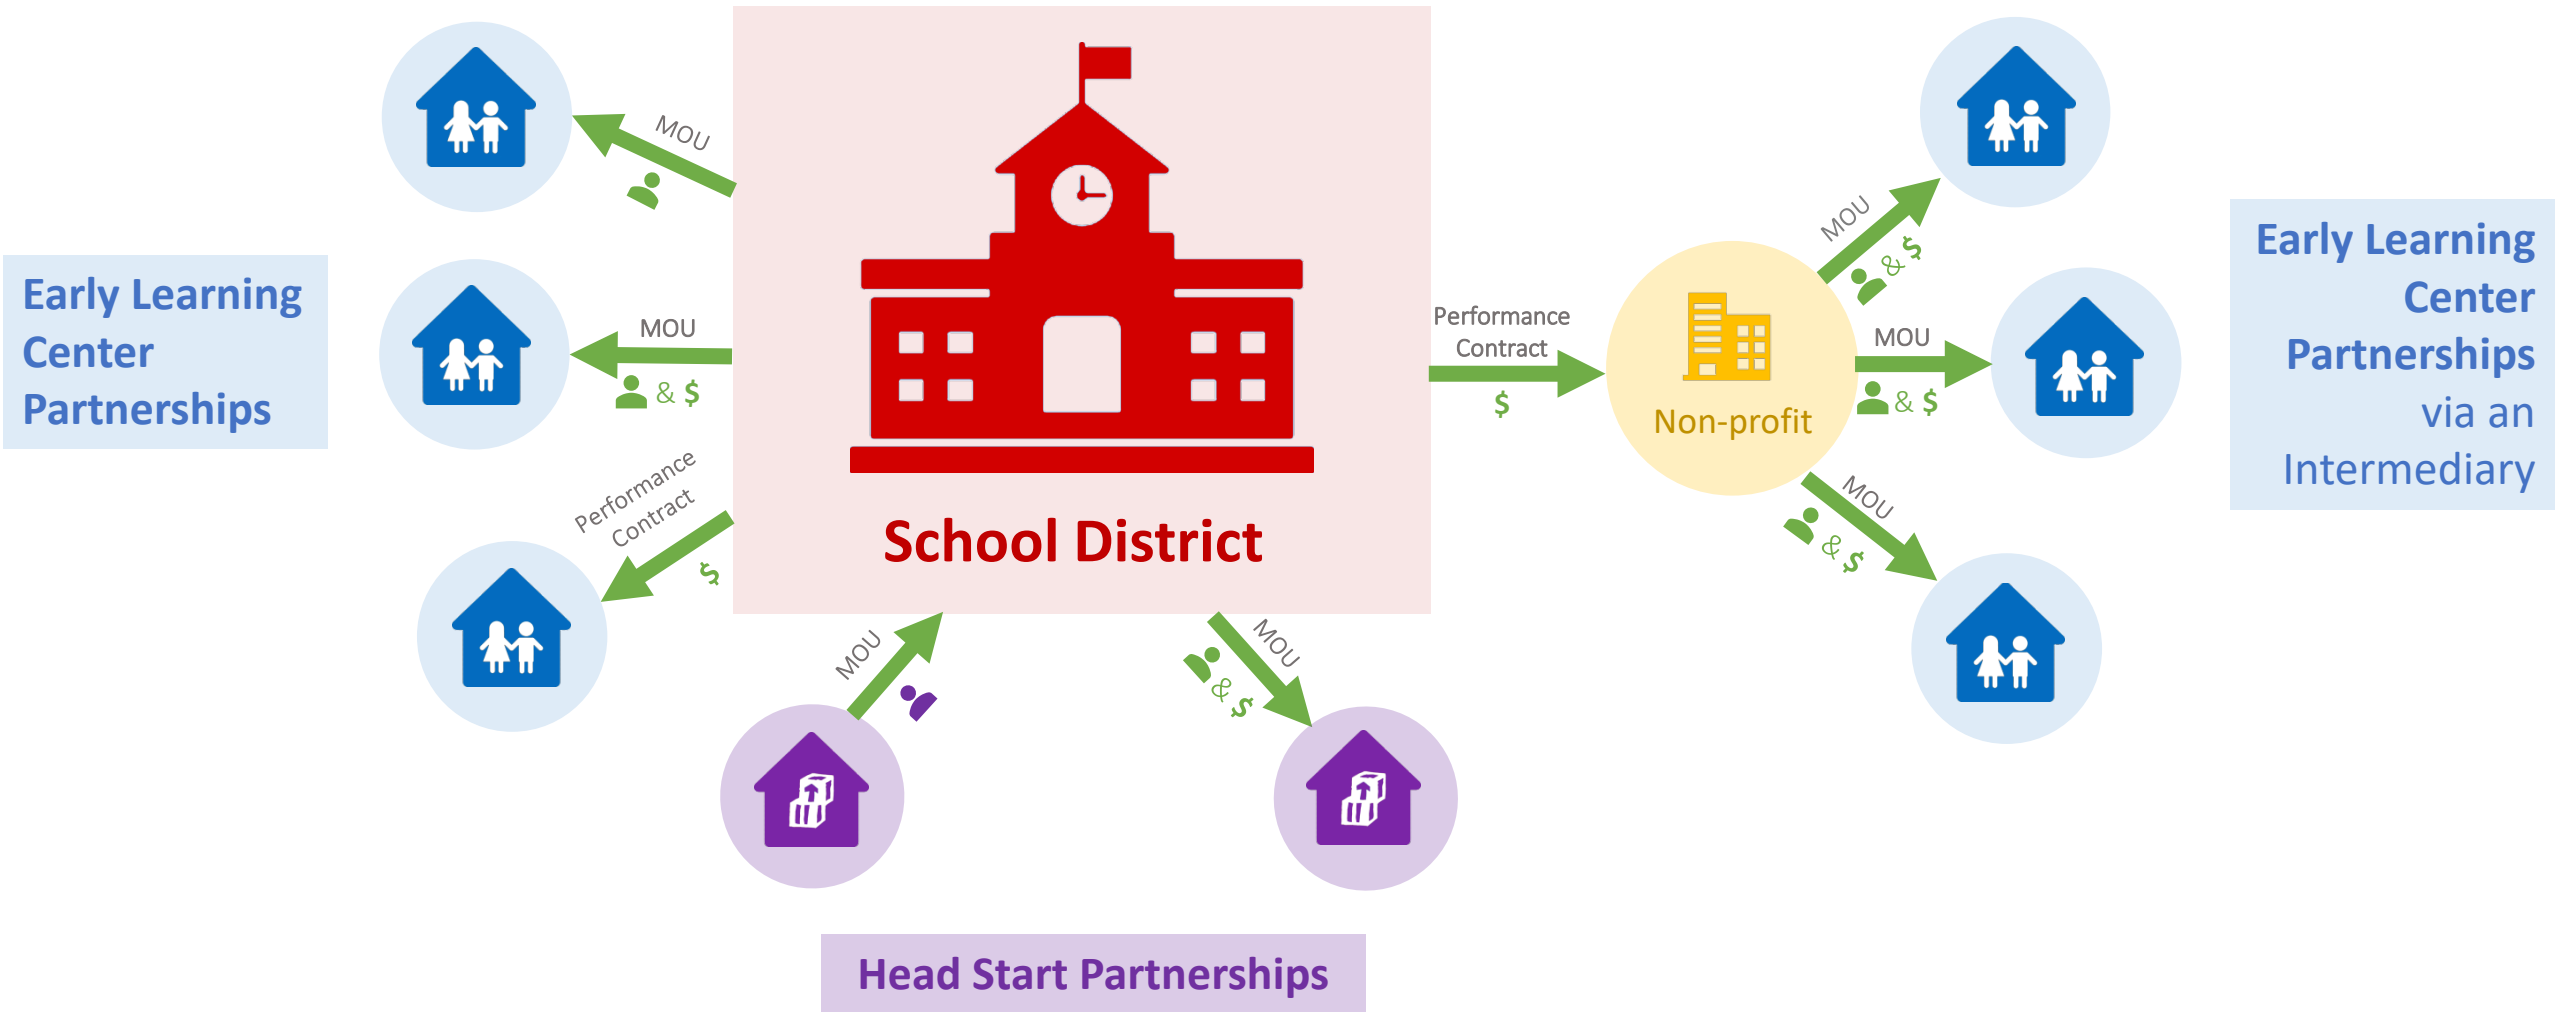 MOU
Early Learning
Center
Partnerships
MOU
& $
Performance
Contract
$
School District
Performance
Contract
$
Non-profit
MOU
& $
MOU
& $
MOU
& $
Early Learning
Center
Partnerships
via an
Intermediary
MOU
MOU
& $
Head Start Partnerships